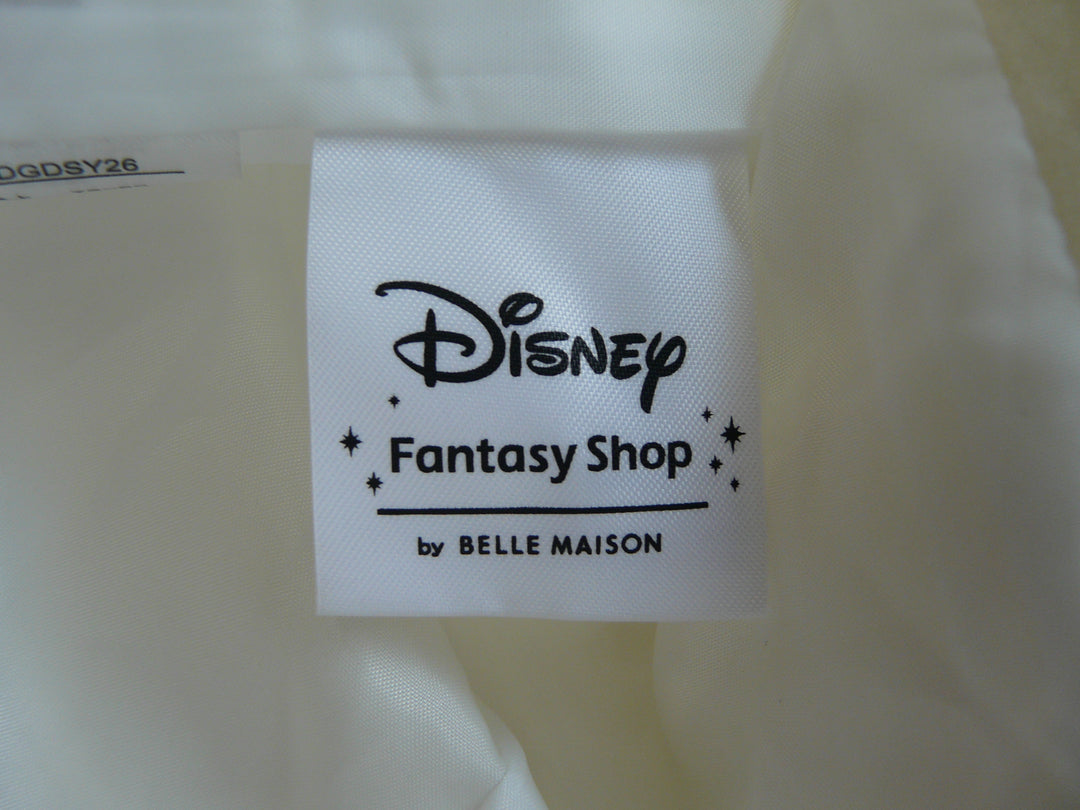 DGDSY26
Disney
Fantasy Shop
by BELLE MAISON